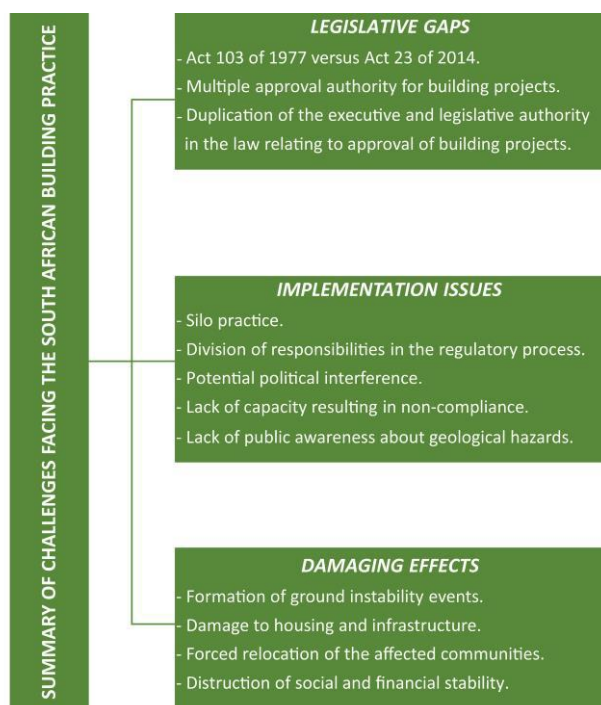 SUMMARY OF CHALLENGES FACING THE SOUTH AFRICAN BUILDING PRACTICE
LEGISLATIVE GAPS
- Act 103 of 1977 versus Act 23 of 2014.
- Multiple approval authority for building projects.
- Duplication of the executive and legislative authority
in the law relating to approval of building projects.
IMPLEMENTATION ISSUES
- Silo practice.
- Division of responsibilities in the regulatory process.
- Potential political interference.
- Lack of capacity resulting in non-compliance.
- Lack of public awareness about geological hazards.
DAMAGING EFFECTS
- Formation of ground instability events.
- Damage to housing and infrastructure.
- Forced relocation of the affected communities.
- Distruction of social and financial stability.